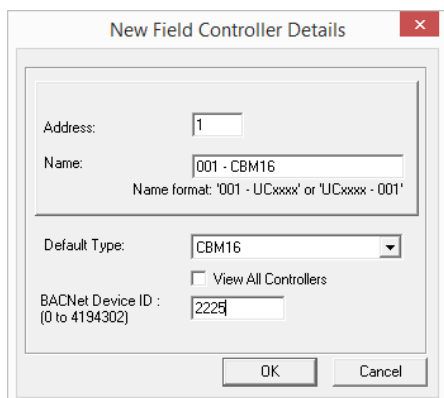 New Field Controller Details
Address: 1
Name: 001 - CBM16
Name format: '001 - UCxxxx' or 'UCxxxx - 001'
Default Type: CBM16
View All Controllers
BACNet Device ID : 2225
(0 to 4194302)
OK Cancel